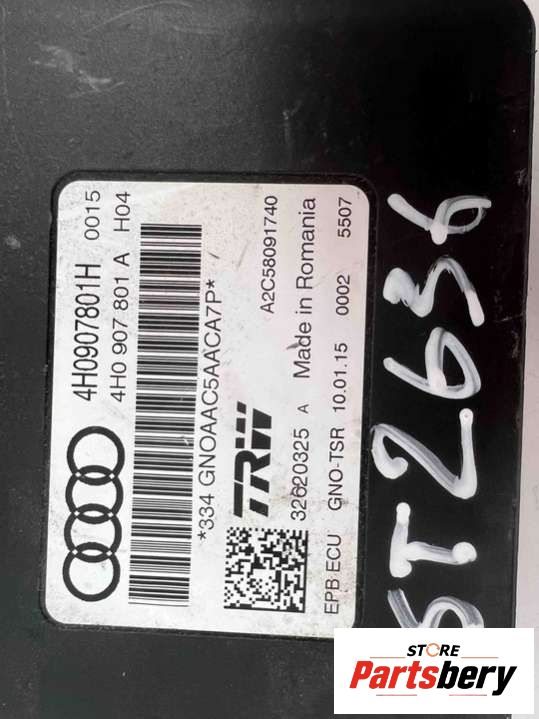 4H0907801H 0015
4H0 907 801 A H04
*334 GNOAAC5AACA7P*
TRW A2C58091740
32620325 A Made in Romania
EPB ECU GNO-TSR 10.01.15 0002 5507
ST2636
STORE
Partsbery